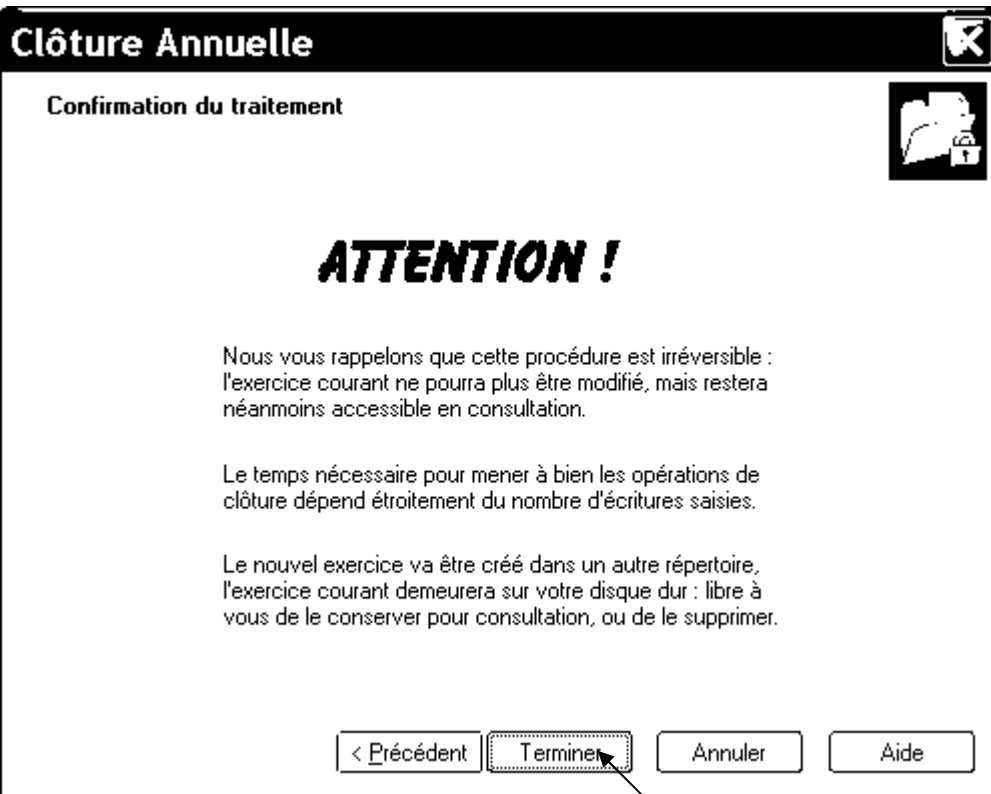 Clôture Annuelle
Confirmation du traitement
ATTENTION !
Nous vous rappelons que cette procédure est irréversible :
l'exercice courant ne pourra plus être modifié, mais restera
néanmoins accessible en consultation.
Le temps nécessaire pour mener à bien les opérations de
clôture dépend étroitement du nombre d'écritures saisies.
Le nouvel exercice va être créé dans un autre répertoire,
l'exercice courant demeurera sur votre disque dur : libre à
vous de le conserver pour consultation, ou de le supprimer.
< Précédent Terminer Annuler Aide